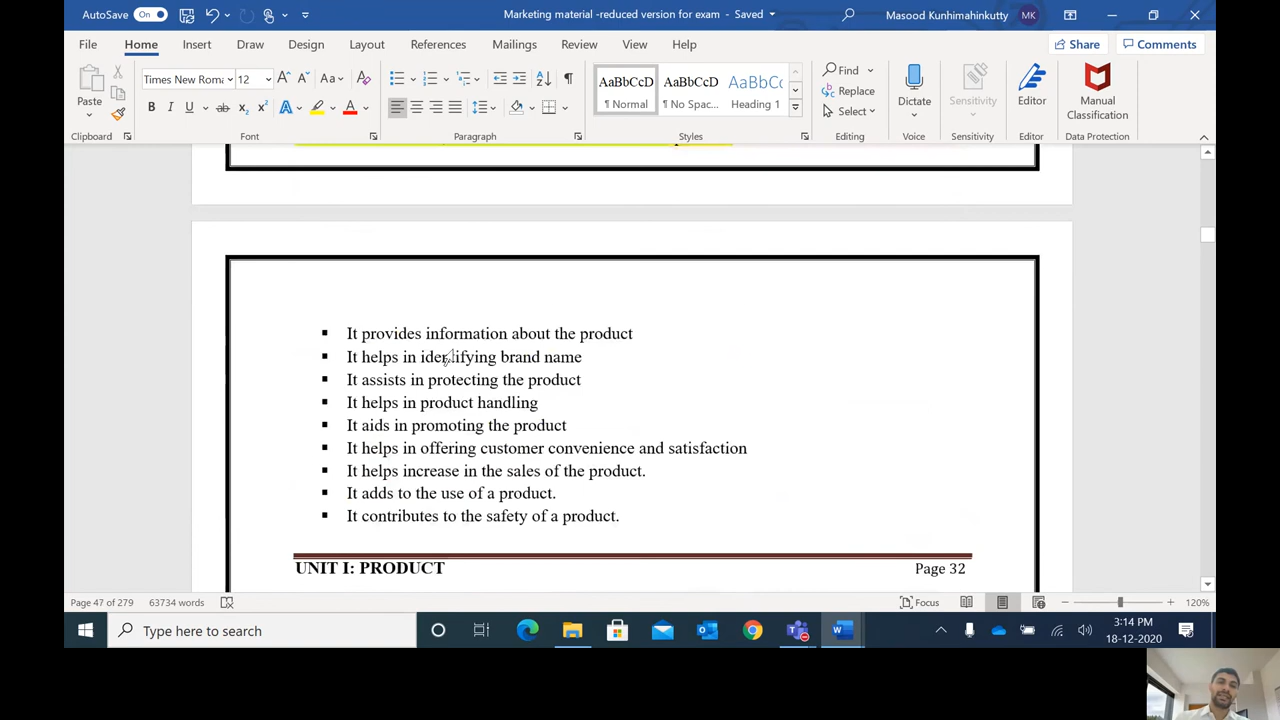 AutoSave On Marketing material -reduced version for exam - Saved Masood Kunhimahinkutty MK
File Home Insert Draw Design Layout References Mailings Review View Help Share Comments
Paste Times New Roma 12 A A Aa A AaBbCcD AaBbCcD AaBbCc Find Replace Select Dictate Sensitivity Editor Manual Classification
B I U ab x₂ x² A A ¶ Normal ¶ No Spac... Heading 1
Clipboard Font Paragraph Styles Editing Voice Sensitivity Editor Data Protection
▪ It provides information about the product
▪ It helps in identifying brand name
▪ It assists in protecting the product
▪ It helps in product handling
▪ It aids in promoting the product
▪ It helps in offering customer convenience and satisfaction
▪ It helps increase in the sales of the product.
▪ It adds to the use of a product.
▪ It contributes to the safety of a product.
UNIT I: PRODUCT Page 32
Page 47 of 279 63734 words Focus 120%
Type here to search 3:14 PM
18-12-2020